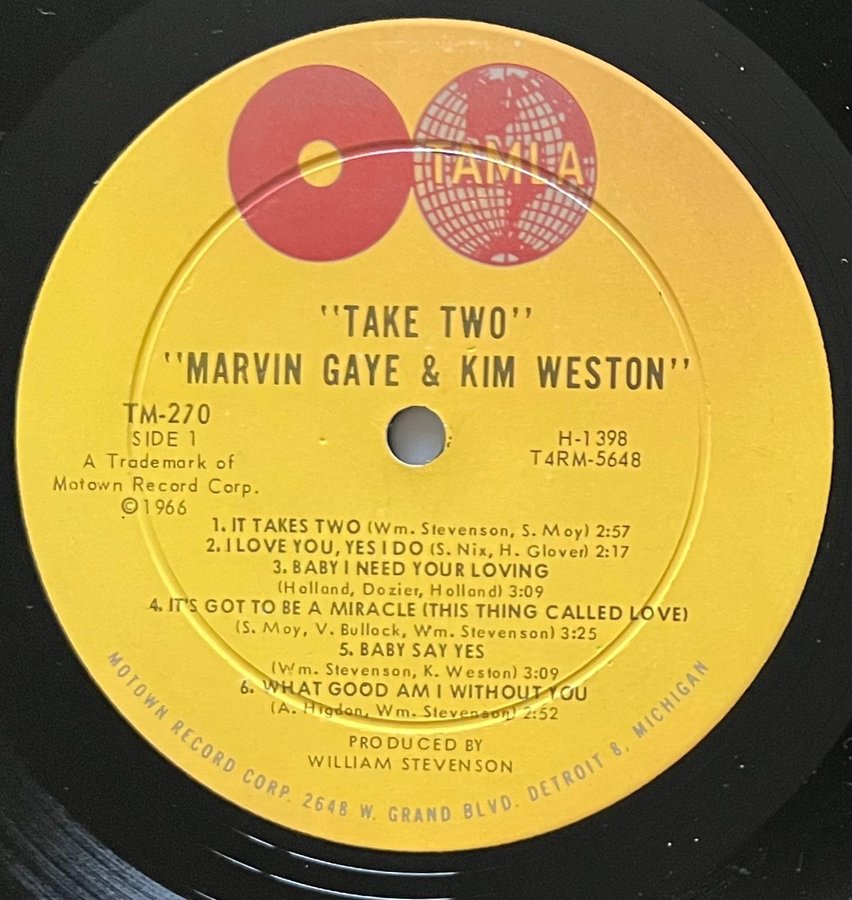 TAMLA
"TAKE TWO"
"MARVIN GAYE & KIM WESTON"
TM-270
SIDE 1
A Trademark of
Motown Record Corp.
©1966
H-1398
T4RM-5648
1. IT TAKES TWO (Wm. Stevenson, S. Moy) 2:57
2. I LOVE YOU, YES I DO (S. Nix, H. Glover) 2:17
3. BABY I NEED YOUR LOVING
(Holland, Dozier, Holland) 3:09
4. IT'S GOT TO BE A MIRACLE (THIS THING CALLED LOVE)
(S. Moy, V. Bullock, Wm. Stevenson) 3:25
5. BABY SAY YES
(Wm. Stevenson, K. Weston) 3:09
6. WHAT GOOD AM I WITHOUT YOU
(A. Higdon, Wm. Stevenson) 2:52
PRODUCED BY
WILLIAM STEVENSON
MOTOWN RECORD CORP. 2648 W. GRAND BLVD. DETROIT 8, MICHIGAN